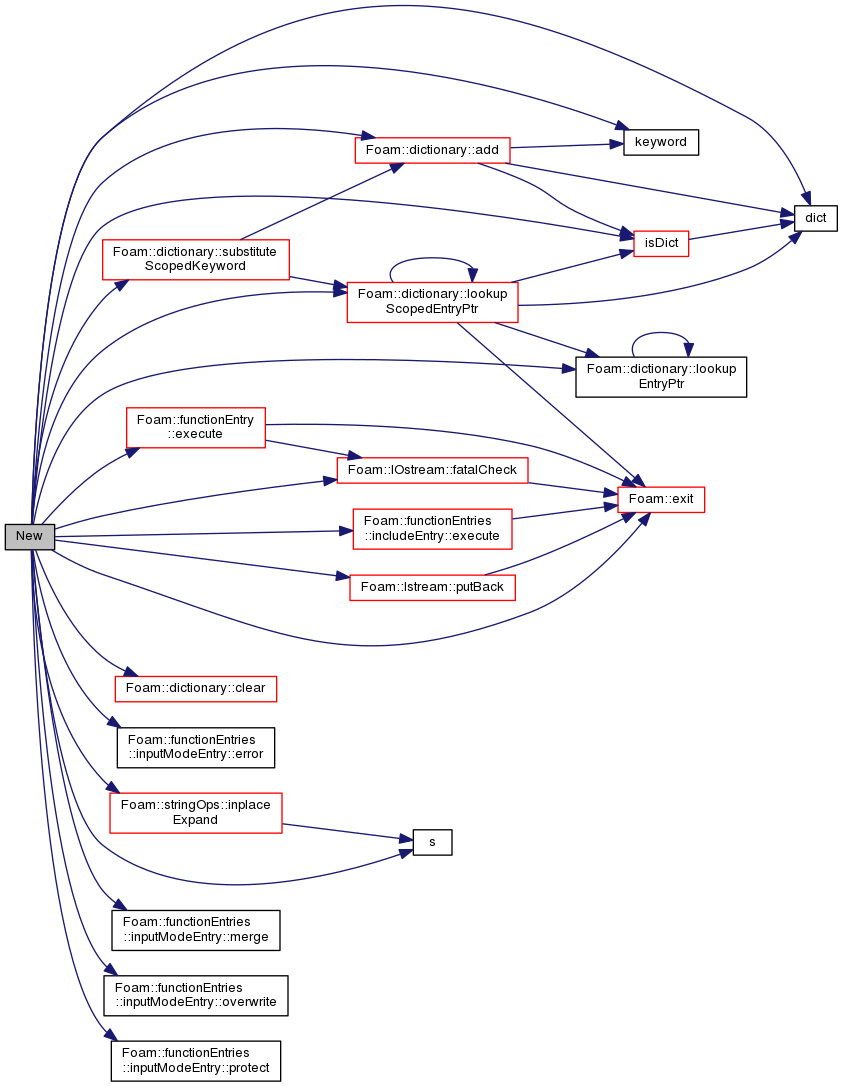 keyword
Foam::dictionary::add
dict
isDict
Foam::dictionary::substitute
ScopedKeyword
Foam::dictionary::lookup
ScopedEntryPtr
Foam::dictionary::lookup
EntryPtr
Foam::functionEntry
::execute
Foam::IOstream::fatalCheck
Foam::exit
Foam::functionEntries
::includeEntry::execute
New
Foam::Istream::putBack
Foam::dictionary::clear
Foam::functionEntries
::inputModeEntry::error
Foam::stringOps::inplace
Expand
s
Foam::functionEntries
::inputModeEntry::merge
Foam::functionEntries
::inputModeEntry::overwrite
Foam::functionEntries
::inputModeEntry::protect